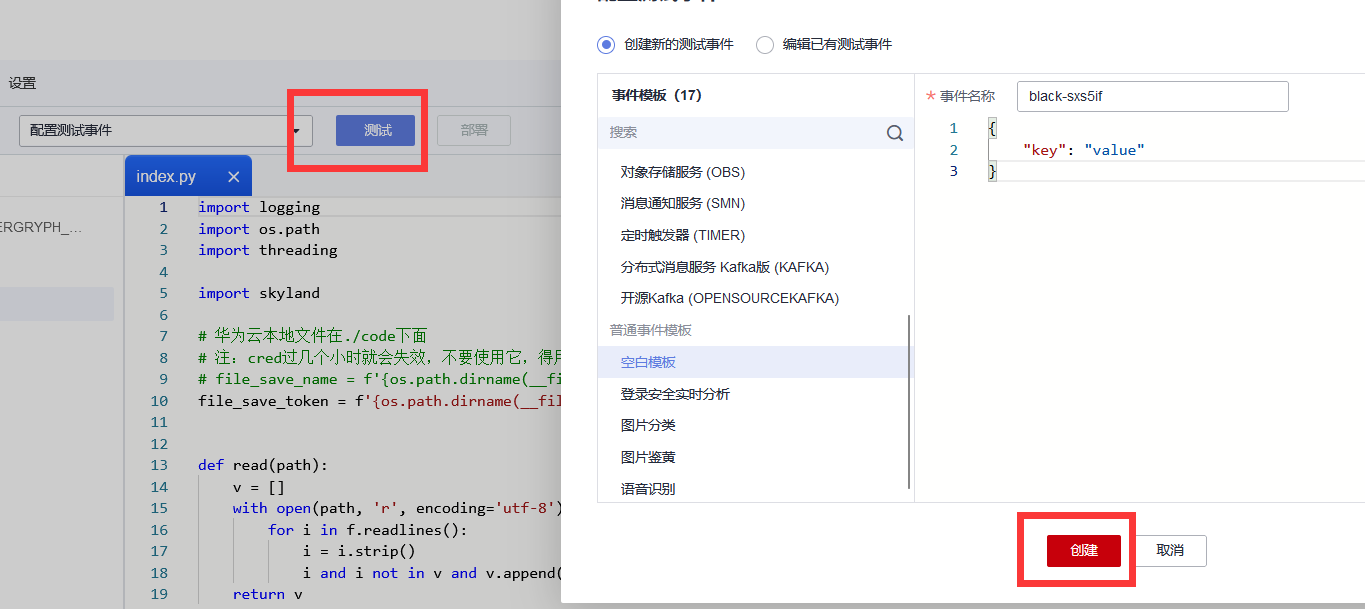 设置
配置测试事件
测试
部署
index.py
ERGRYPH_...
1 import logging
2 import os.path
3 import threading
4
5 import skyland
6
7 # 华为云本地文件在./code下面
8 # 注：cred过几个小时就会失效，不要使用它，得用
9 # file_save_name = f'{os.path.dirname(__fi
10 file_save_token = f'{os.path.dirname(__fil
11
12
13 def read(path):
14 v = []
15 with open(path, 'r', encoding='utf-8')
16 for i in f.readlines():
17 i = i.strip()
18 i and i not in v and v.append(
19 return v
创建新的测试事件
编辑已有测试事件
事件模板（17）
搜索
对象存储服务 (OBS)
消息通知服务 (SMN)
定时触发器 (TIMER)
分布式消息服务 Kafka版 (KAFKA)
开源Kafka (OPENSOURCEKAFKA)
普通事件模板
空白模板
登录安全实时分析
图片分类
图片鉴黄
语音识别
* 事件名称
black-sxs5if
1 {
2 "key": "value"
3 }
创建
取消